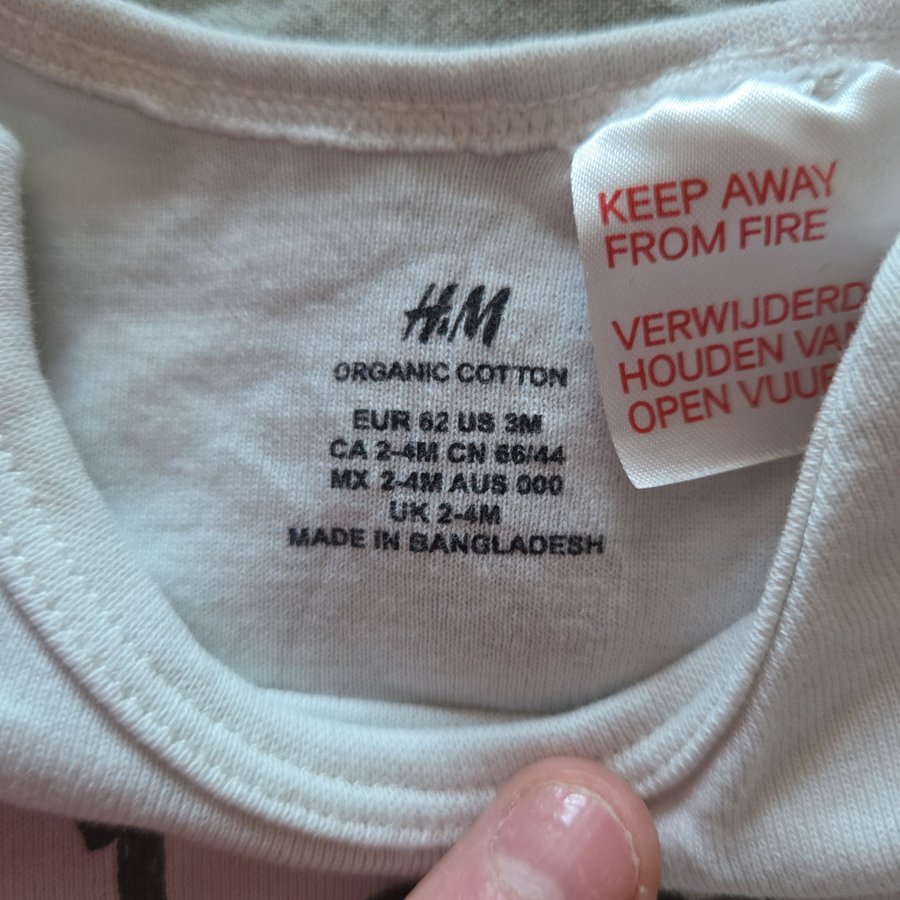 H&M
ORGANIC COTTON
EUR 62 US 3M
CA 2-4M CN 66/44
MX 2-4M AUS 000
UK 2-4M
MADE IN BANGLADESH
KEEP AWAY
FROM FIRE
VERWIJDERD
HOUDEN VAN
OPEN VUUR